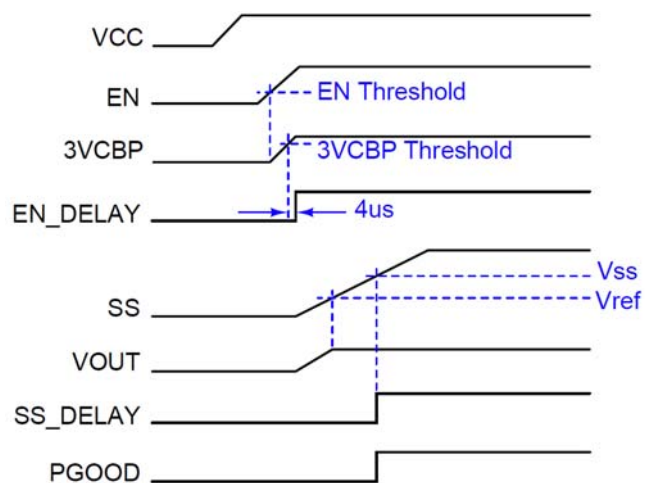 VCC
EN
EN Threshold
3VCBP
3VCBP Threshold
EN_DELAY
4us
Vss
SS
Vref
VOUT
SS_DELAY
PGOOD